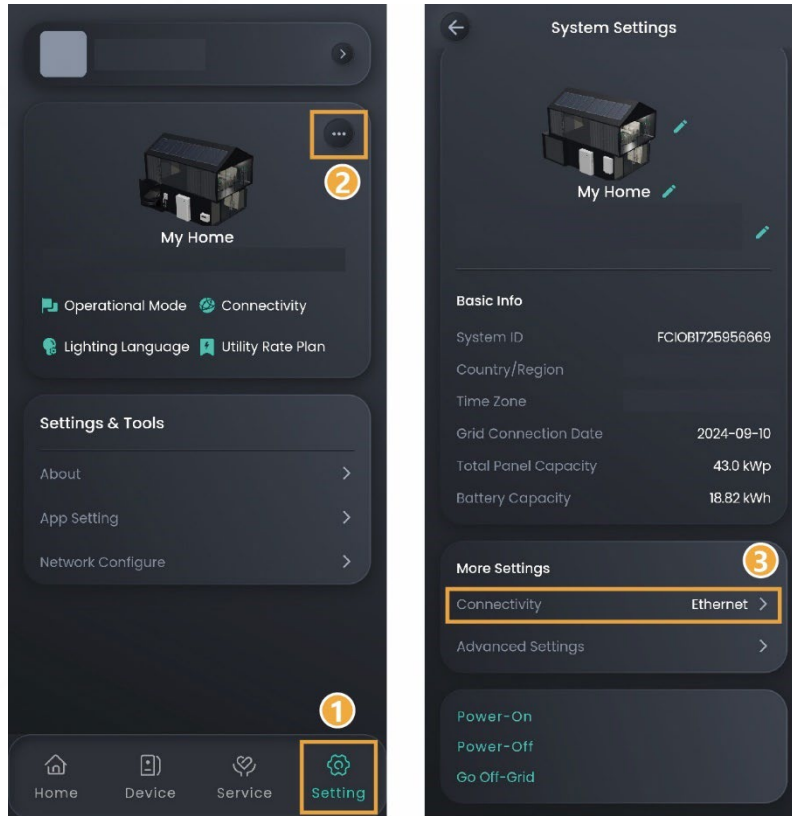 ...
2
My Home
Operational Mode Connectivity
Lighting Language Utility Rate Plan
Settings & Tools
About
App Setting
Network Configure
1
Home Device Service Setting
System Settings
My Home
Basic Info
System ID FCIOB1725956669
Country/Region
Time Zone
Grid Connection Date 2024-09-10
Total Panel Capacity 43.0 kWp
Battery Capacity 18.82 kWh
3
More Settings
Connectivity Ethernet
Advanced Settings
Power-On
Power-Off
Go Off-Grid